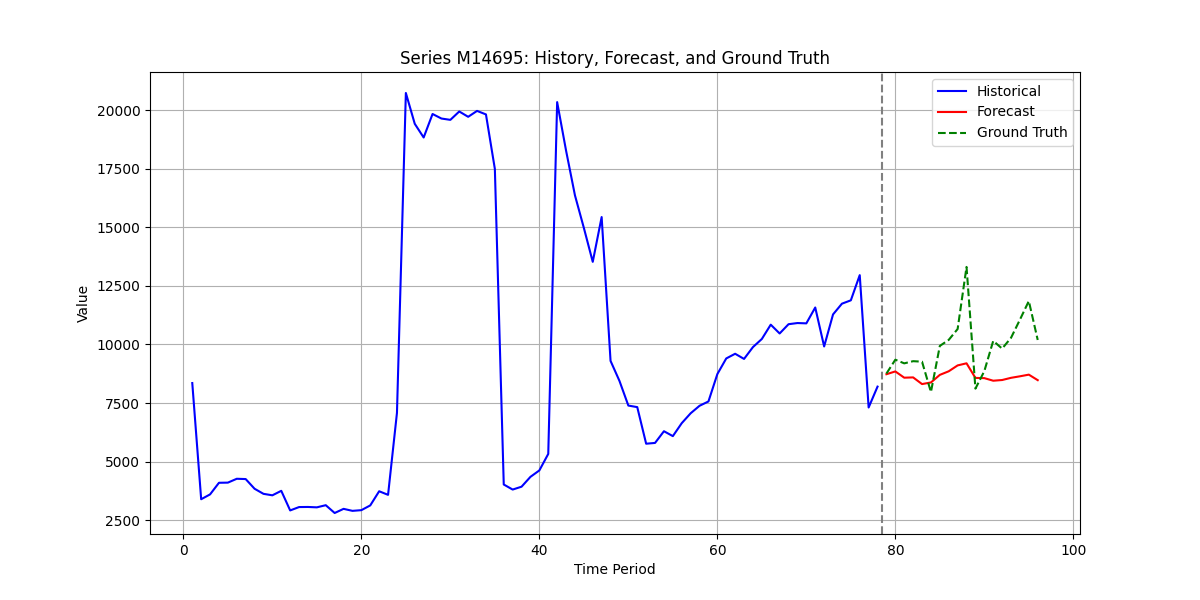 Series M14695: History, Forecast, and Ground Truth
Historical
Forecast
Ground Truth
Value
20000
17500
15000
12500
10000
7500
5000
2500
0 20 40 60 80 100
Time Period